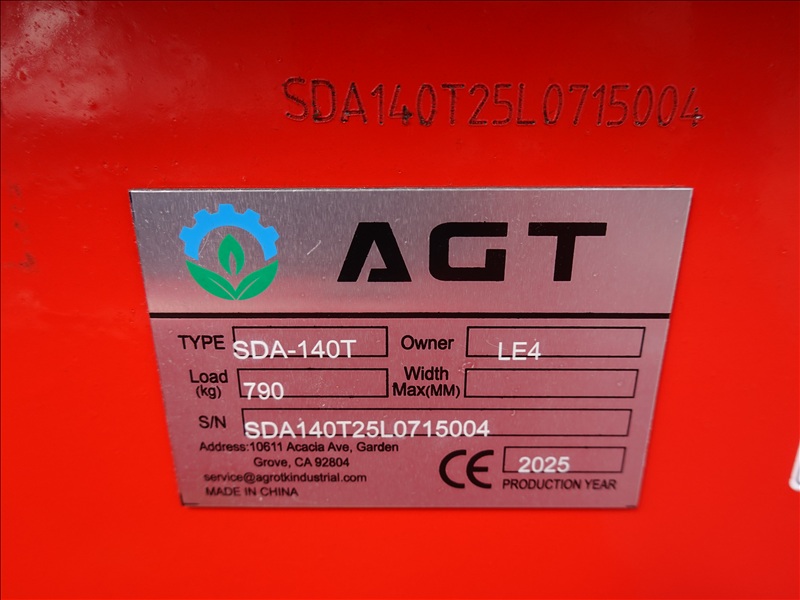 SDA140T25L0715004
AGT
TYPE SDA-140T Owner LE4
Load (kg) 790 Width Max(MM)
S/N SDA140T25L0715004
Address:10611 Acacia Ave, Garden
Grove, CA 92804
service@agrotkindustrial.com
MADE IN CHINA
CE 2025
PRODUCTION YEAR